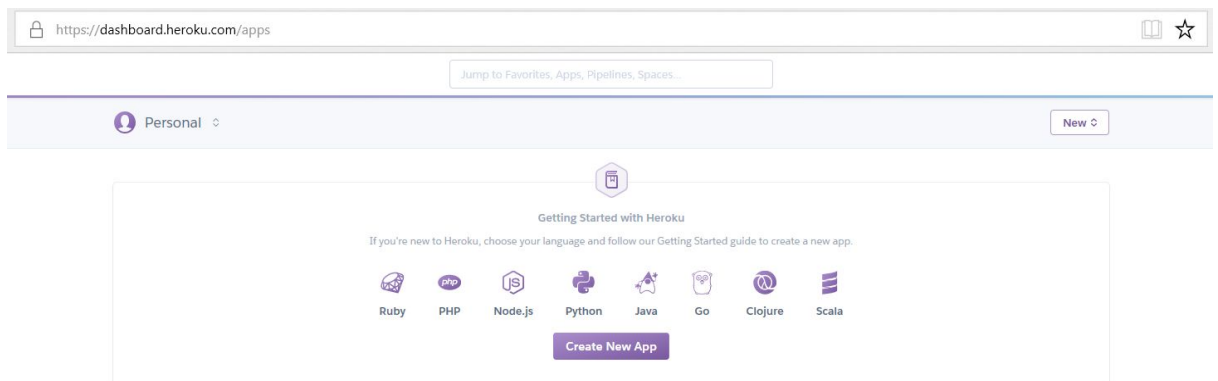 https://dashboard.heroku.com/apps
Jump to Favorites, Apps, Pipelines, Spaces...
Personal
New
Getting Started with Heroku
If you're new to Heroku, choose your language and follow our Getting Started guide to create a new app.
php JS
Ruby PHP Node.js Python Java Go Clojure Scala
Create New App